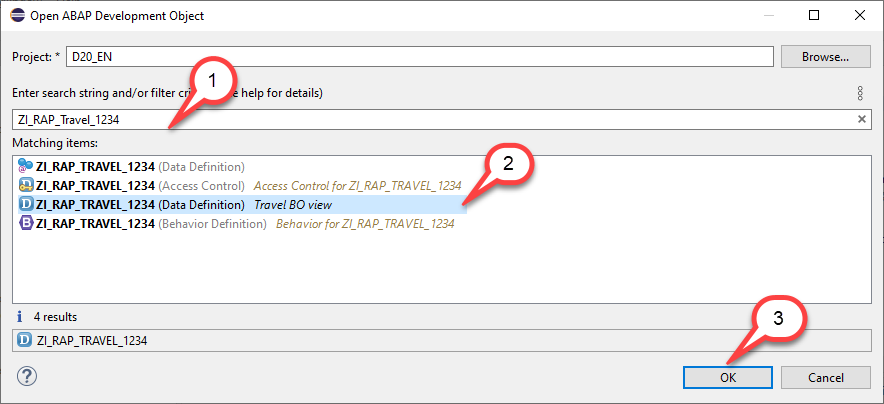 Open ABAP Development Object
Project: * D20_EN Browse...
1
Enter search string and/or filter cri e help for details)
ZI_RAP_Travel_1234
Matching items:
2
ZI_RAP_TRAVEL_1234 (Data Definition)
ZI_RAP_TRAVEL_1234 (Access Control) Access Control for ZI_RAP_TRAVEL_1234
D ZI_RAP_TRAVEL_1234 (Data Definition) Travel BO view
B ZI_RAP_TRAVEL_1234 (Behavior Definition) Behavior for ZI_RAP_TRAVEL_1234
i 4 results
3
D ZI_RAP_TRAVEL_1234
? OK Cancel